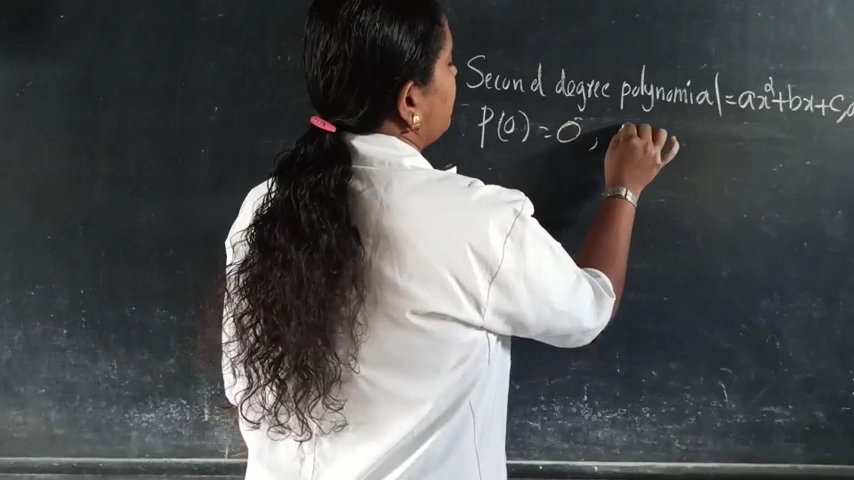 Second degree polynomial = ax²+bx+c,
P(0) = 0,